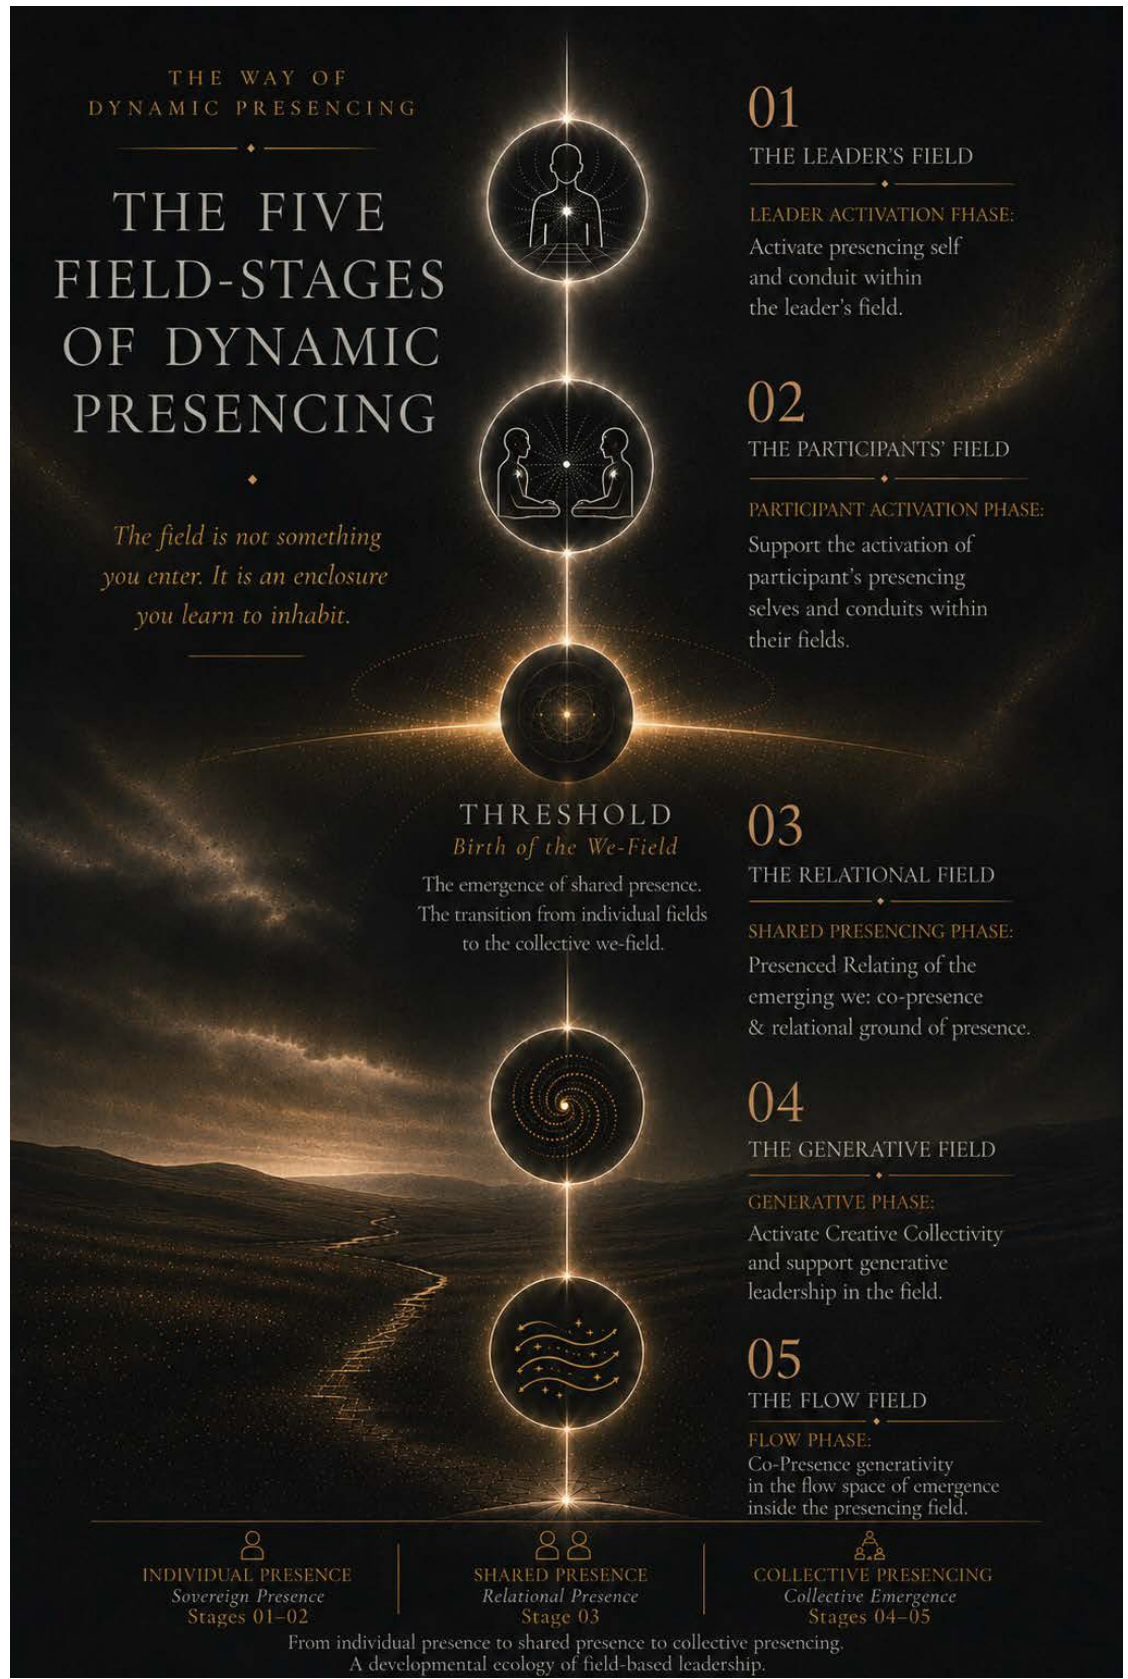 THE WAY OF
DYNAMIC PRESENCING
THE FIVE
FIELD-STAGES
OF DYNAMIC
PRESENCING
The field is not something
you enter. It is an enclosure
you learn to inhabit.
01
THE LEADER'S FIELD
LEADER ACTIVATION FHASE:
Activate presencing self
and conduit within
the leader's field.
02
THE PARTICIPANTS' FIELD
PARTICIPANT ACTIVATION PHASE:
Support the activation of
participant's presencing
selves and conduits within
their fields.
THRESHOLD
Birth of the We-Field
The emergence of shared presence.
The transition from individual fields
to the collective we-field.
03
THE RELATIONAL FIELD
SHARED PRESENCING PHASE:
Presenced Relating of the
emerging we: co-presence
& relational ground of presence.
04
THE GENERATIVE FIELD
GENERATIVE PHASE:
Activate Creative Collectivity
and support generative
leadership in the field.
05
THE FLOW FIELD
FLOW PHASE:
Co-Presence generativity
in the flow space of emergence
inside the presencing field.
INDIVIDUAL PRESENCE
Sovereign Presence
Stages 01–02
SHARED PRESENCE
Relational Presence
Stage 03
COLLECTIVE PRESENCING
Collective Emergence
Stages 04–05
From individual presence to shared presence to collective presencing.
A developmental ecology of field-based leadership.